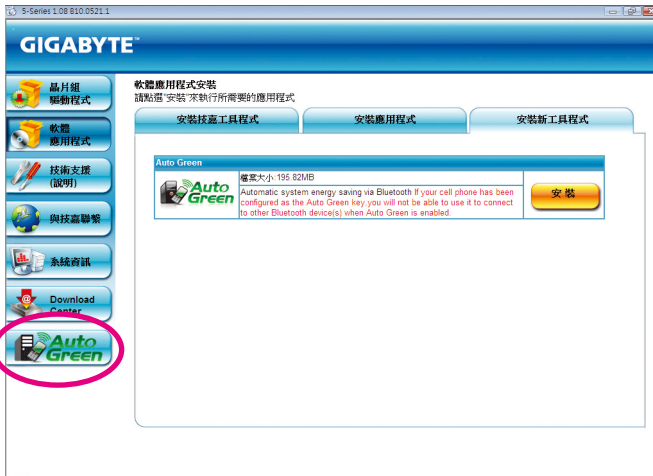 5-Series 1.08 B10.0521.1
GIGABYTE™
晶片組
驅動程式
軟體
應用程式
技術支援
(說明)
與技嘉聯繫
系統資訊
Download
Center
Auto
Green
軟體應用程式安裝
請點選"安裝"來執行所需要的應用程式
安裝技嘉工具程式
安裝應用程式
安裝新工具程式
Auto Green
Auto
Green
檔案大小:195.82MB
Automatic system energy saving via Bluetooth If your cell phone has been
configured as the Auto Green key,you will not be able to use it to connect
to other Bluetooth device(s) when Auto Green is enabled.
安裝